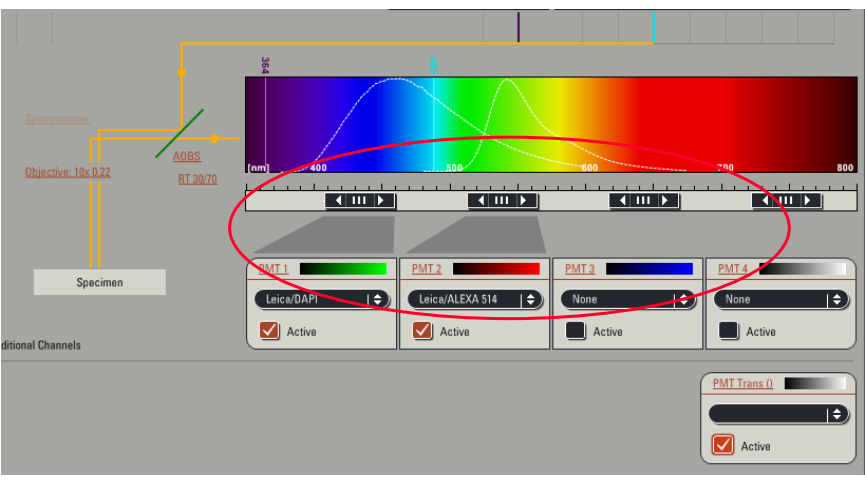 364
Spectrometer
AOBS
[nm] 400 500 600 700 800
Objective: 10x 0.22
RT 30/70
PMT 1
PMT 2
PMT 3
PMT 4
Specimen
Leica/DAPI
Leica/ALEXA 514
None
None
Active
Active
Active
Active
ditional Channels
PMT Trans ()
Active